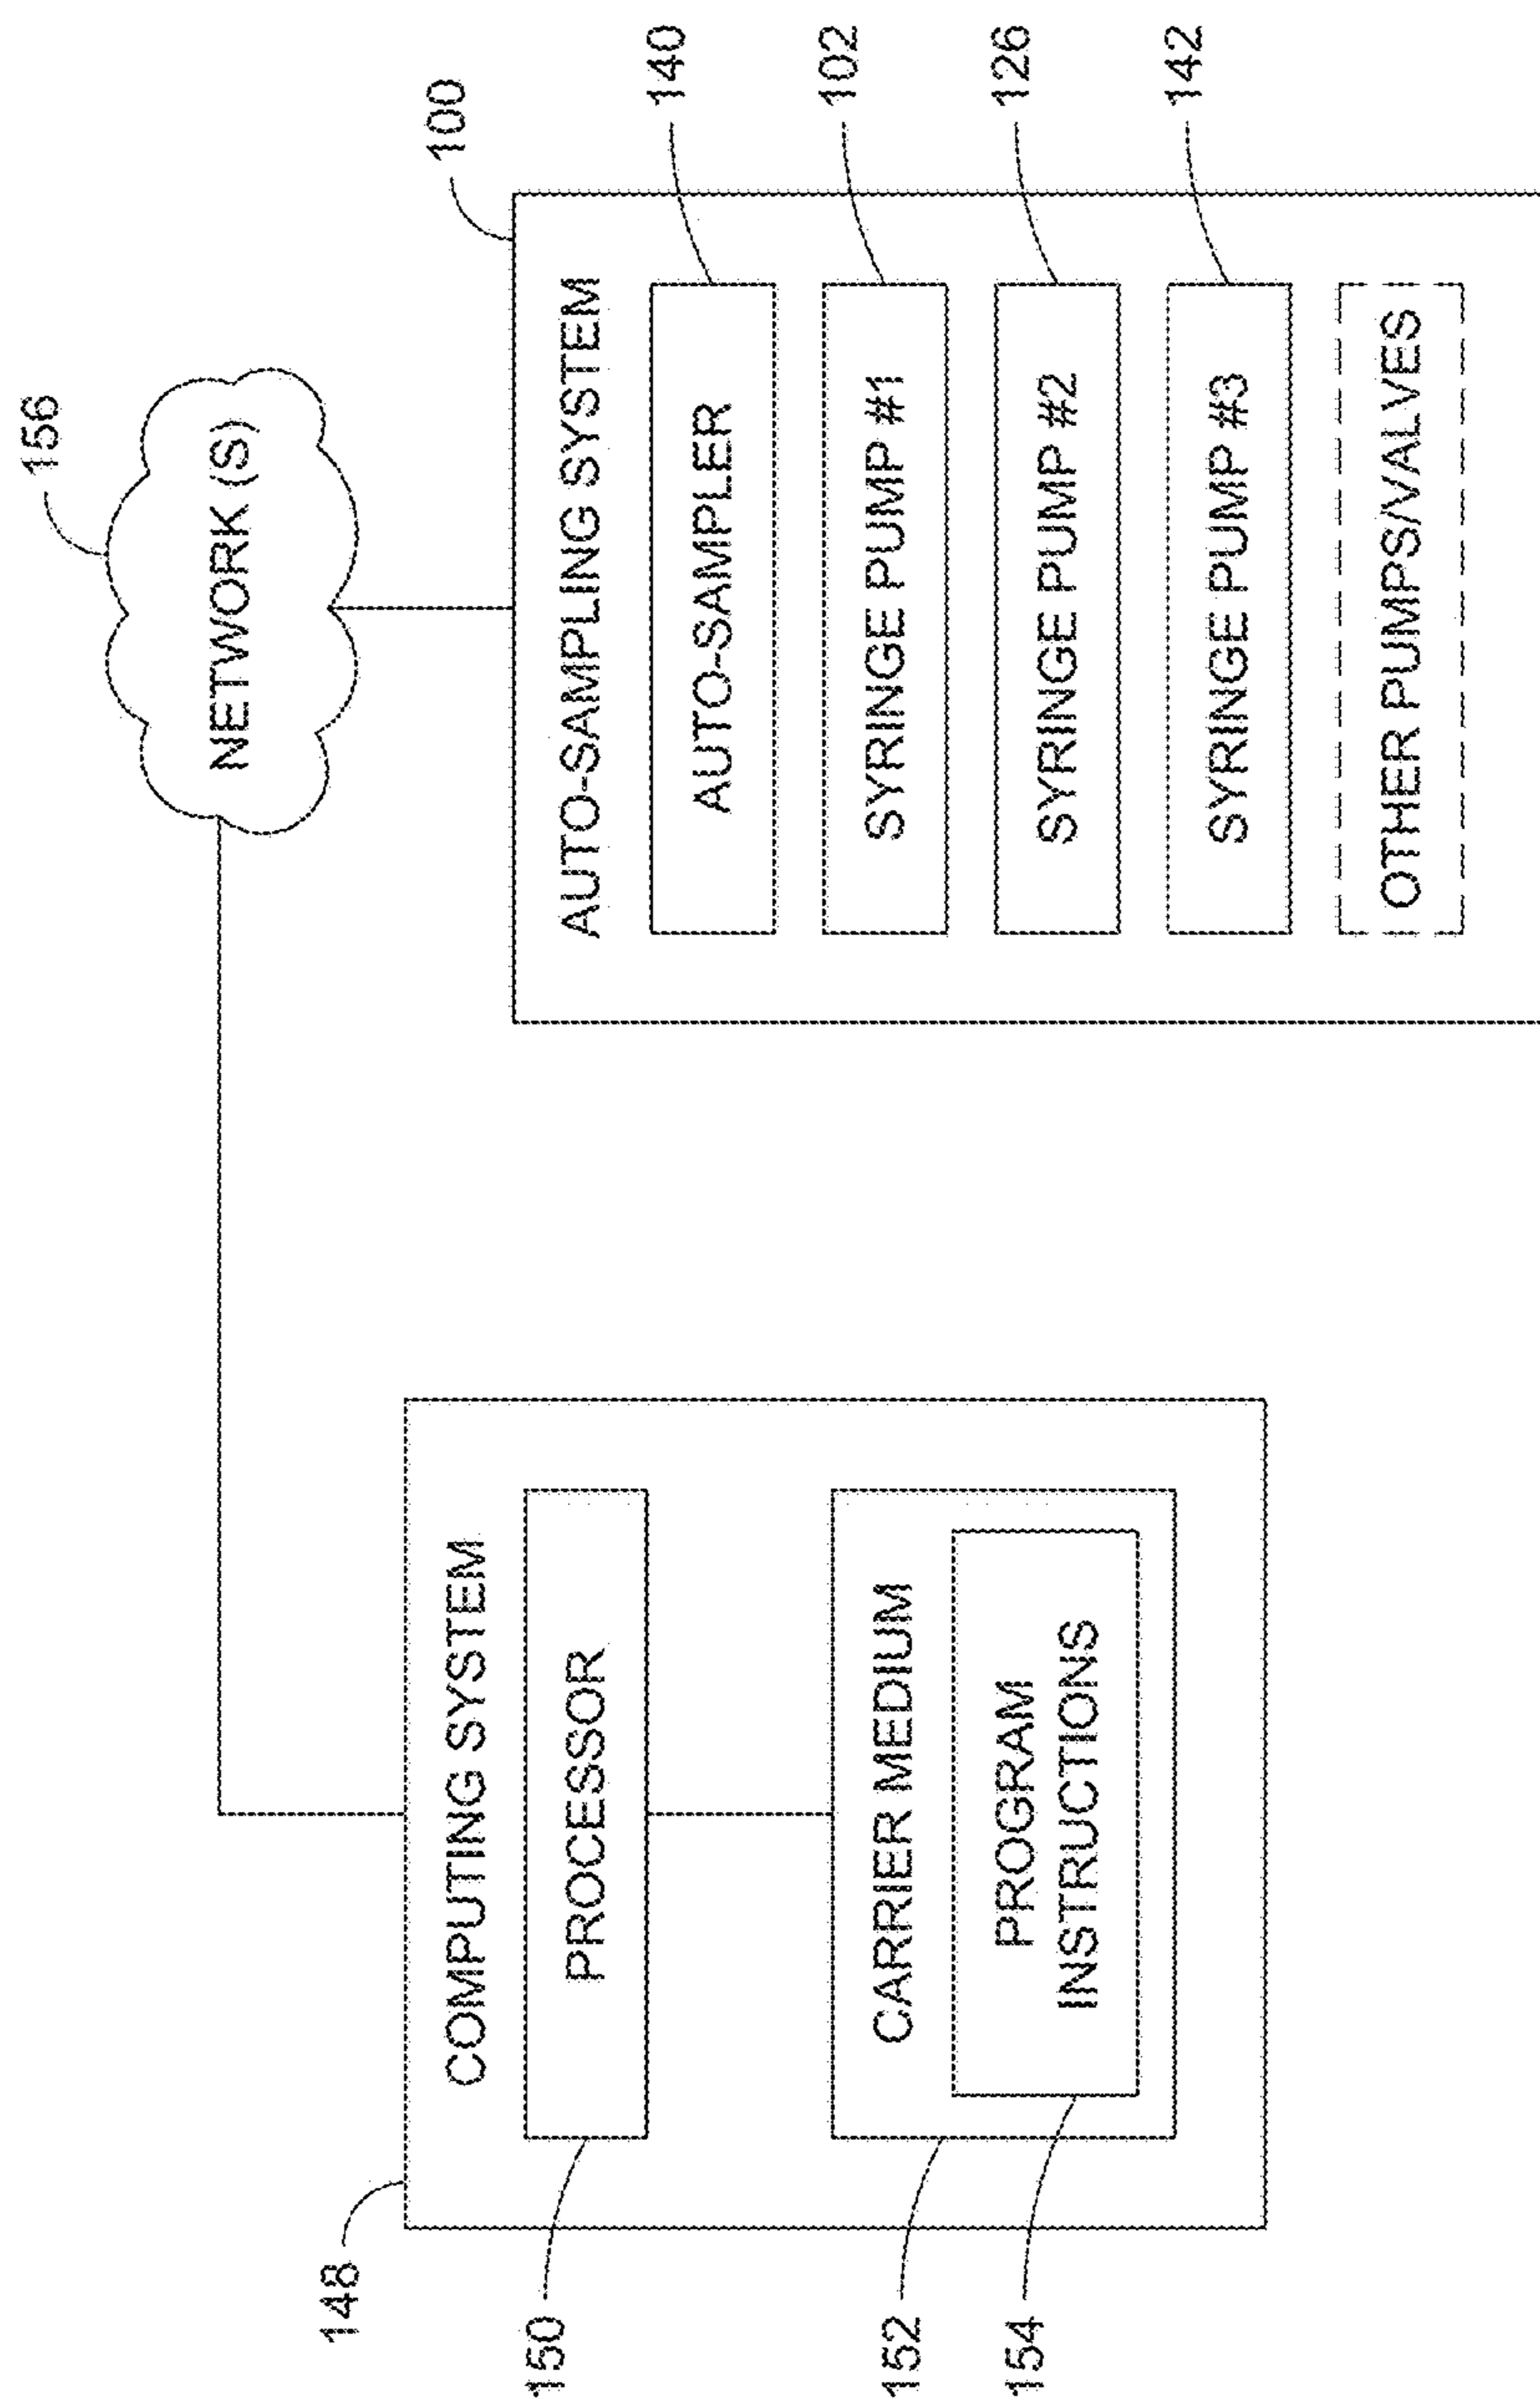 156
NETWORK (S)
100
AUTO-SAMPLING SYSTEM
AUTO-SAMPLER
140
SYRINGE PUMP #1
102
SYRINGE PUMP #2
126
SYRINGE PUMP #3
142
OTHER PUMPS/VALVES
148
COMPUTING SYSTEM
PROCESSOR
150
CARRIER MEDIUM
152
PROGRAM
INSTRUCTIONS
154